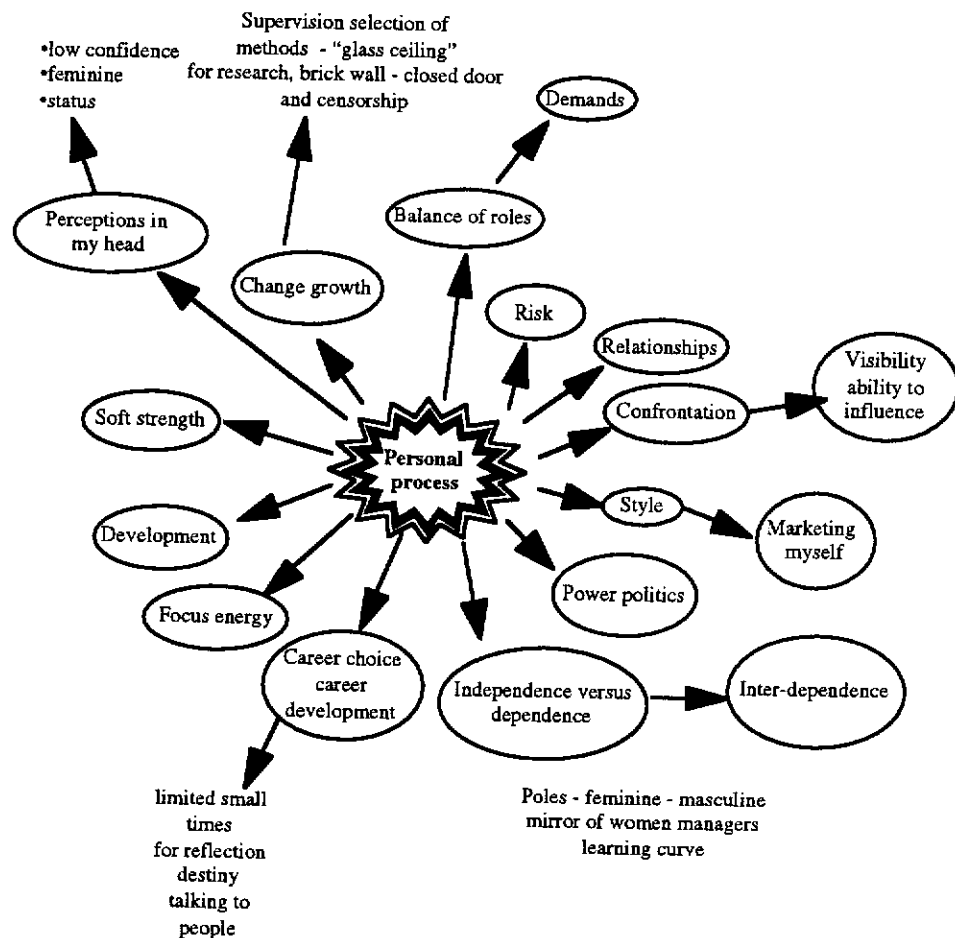 •low confidence
•feminine
•status
Supervision selection of
methods - “glass ceiling”
for research, brick wall - closed door
and censorship
Demands
Perceptions in
my head
Balance of roles
Change growth
Risk
Relationships
Visibility
ability to
influence
Confrontation
Soft strength
Personal
process
Style
Marketing
myself
Development
Power politics
Focus energy
Career choice
career
development
Independence versus
dependence
Inter-dependence
limited small
times
for reflection
destiny
talking to
people
Poles - feminine - masculine
mirror of women managers
learning curve